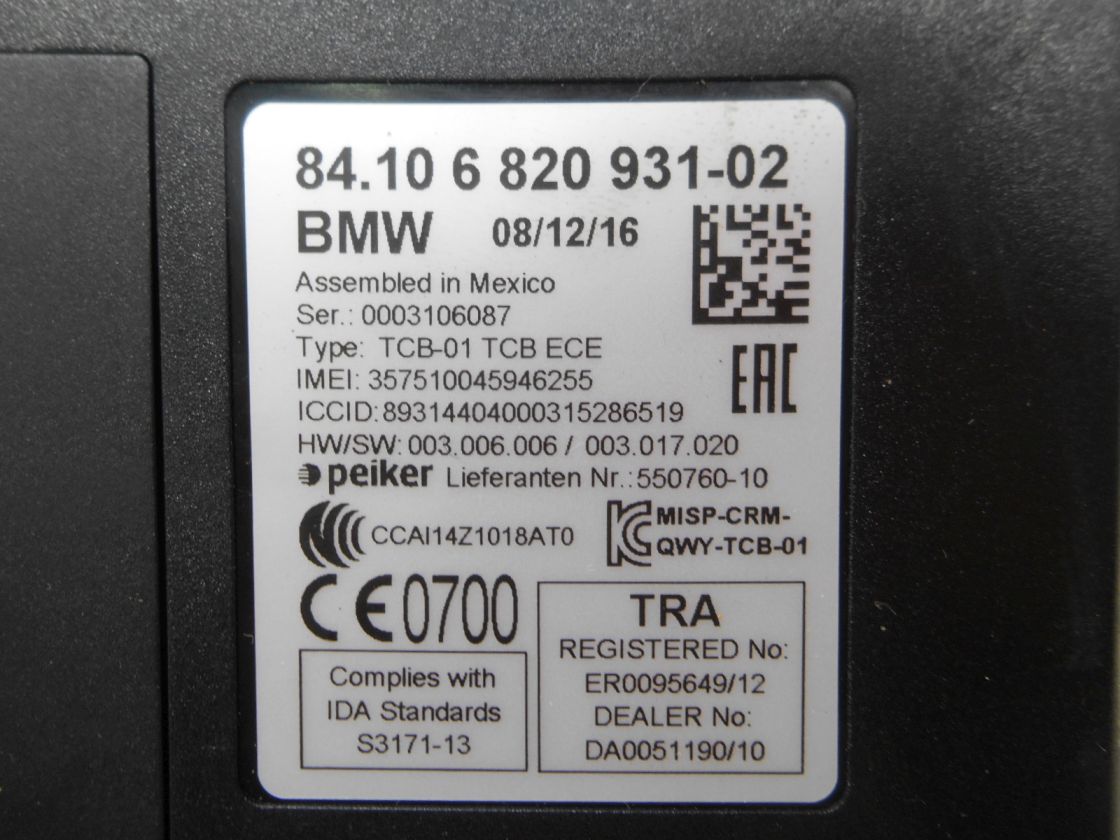 84.10 6 820 931-02
BMW 08/12/16
Assembled in Mexico
Ser.: 0003106087
Type: TCB-01 TCB ECE
IMEI: 357510045946255
ICCID: 89314404000315286519
EAC
HW/SW: 003.006.006 / 003.017.020
peiker Lieferanten Nr.: 550760-10
CCAI14Z1018AT0
MISP-CRM-
QWY-TCB-01
CE0700
Complies with
IDA Standards
S3171-13
TRA
REGISTERED No:
ER0095649/12
DEALER No:
DA0051190/10